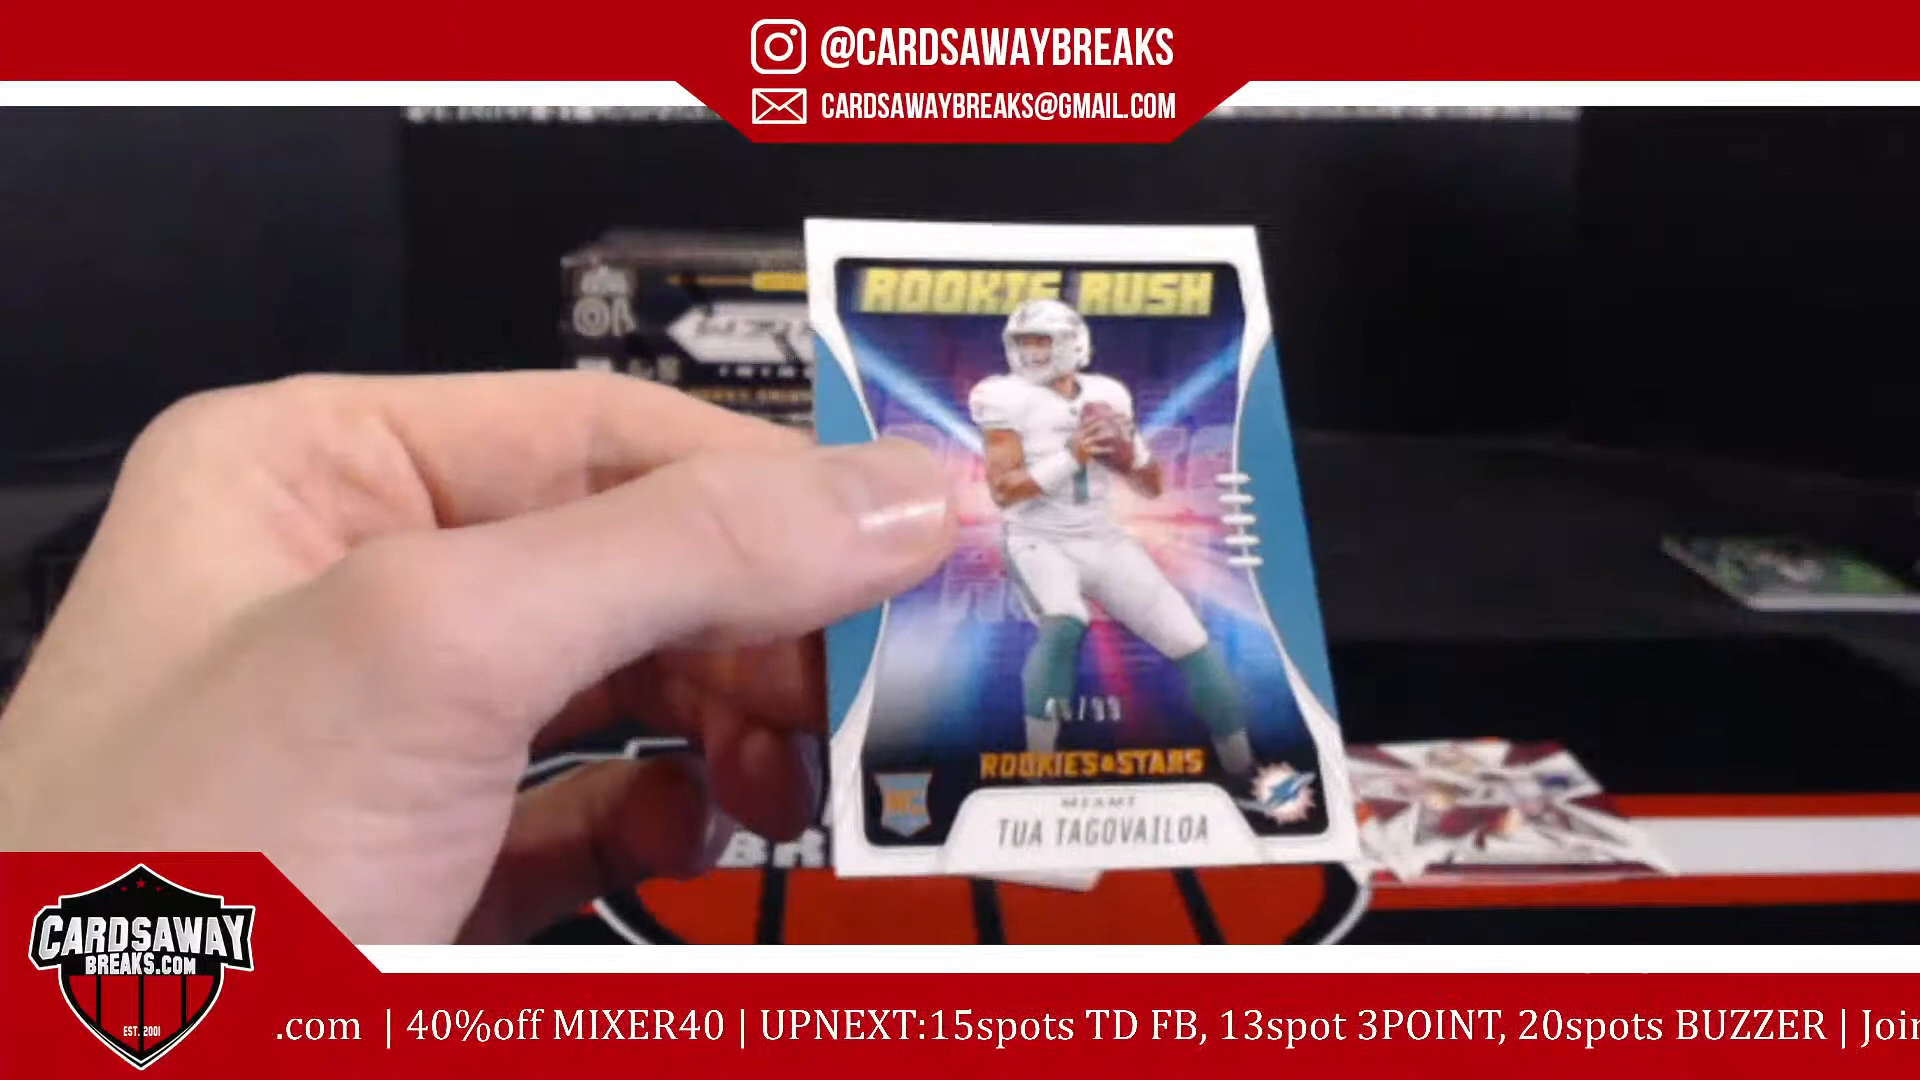 @CARDSAWAYBREAKS
CARDSAWAYBREAKS@GMAIL.COM
ROOKIE RUSH
ROOKIES&STARS
RC
MIAMI
TUA TAGOVAILOA
CARDSAWAY
BREAKS.COM
EST. 2001
.com | 40%off MIXER40 | UPNEXT:15spots TD FB, 13spot 3POINT, 20spots BUZZER | Join